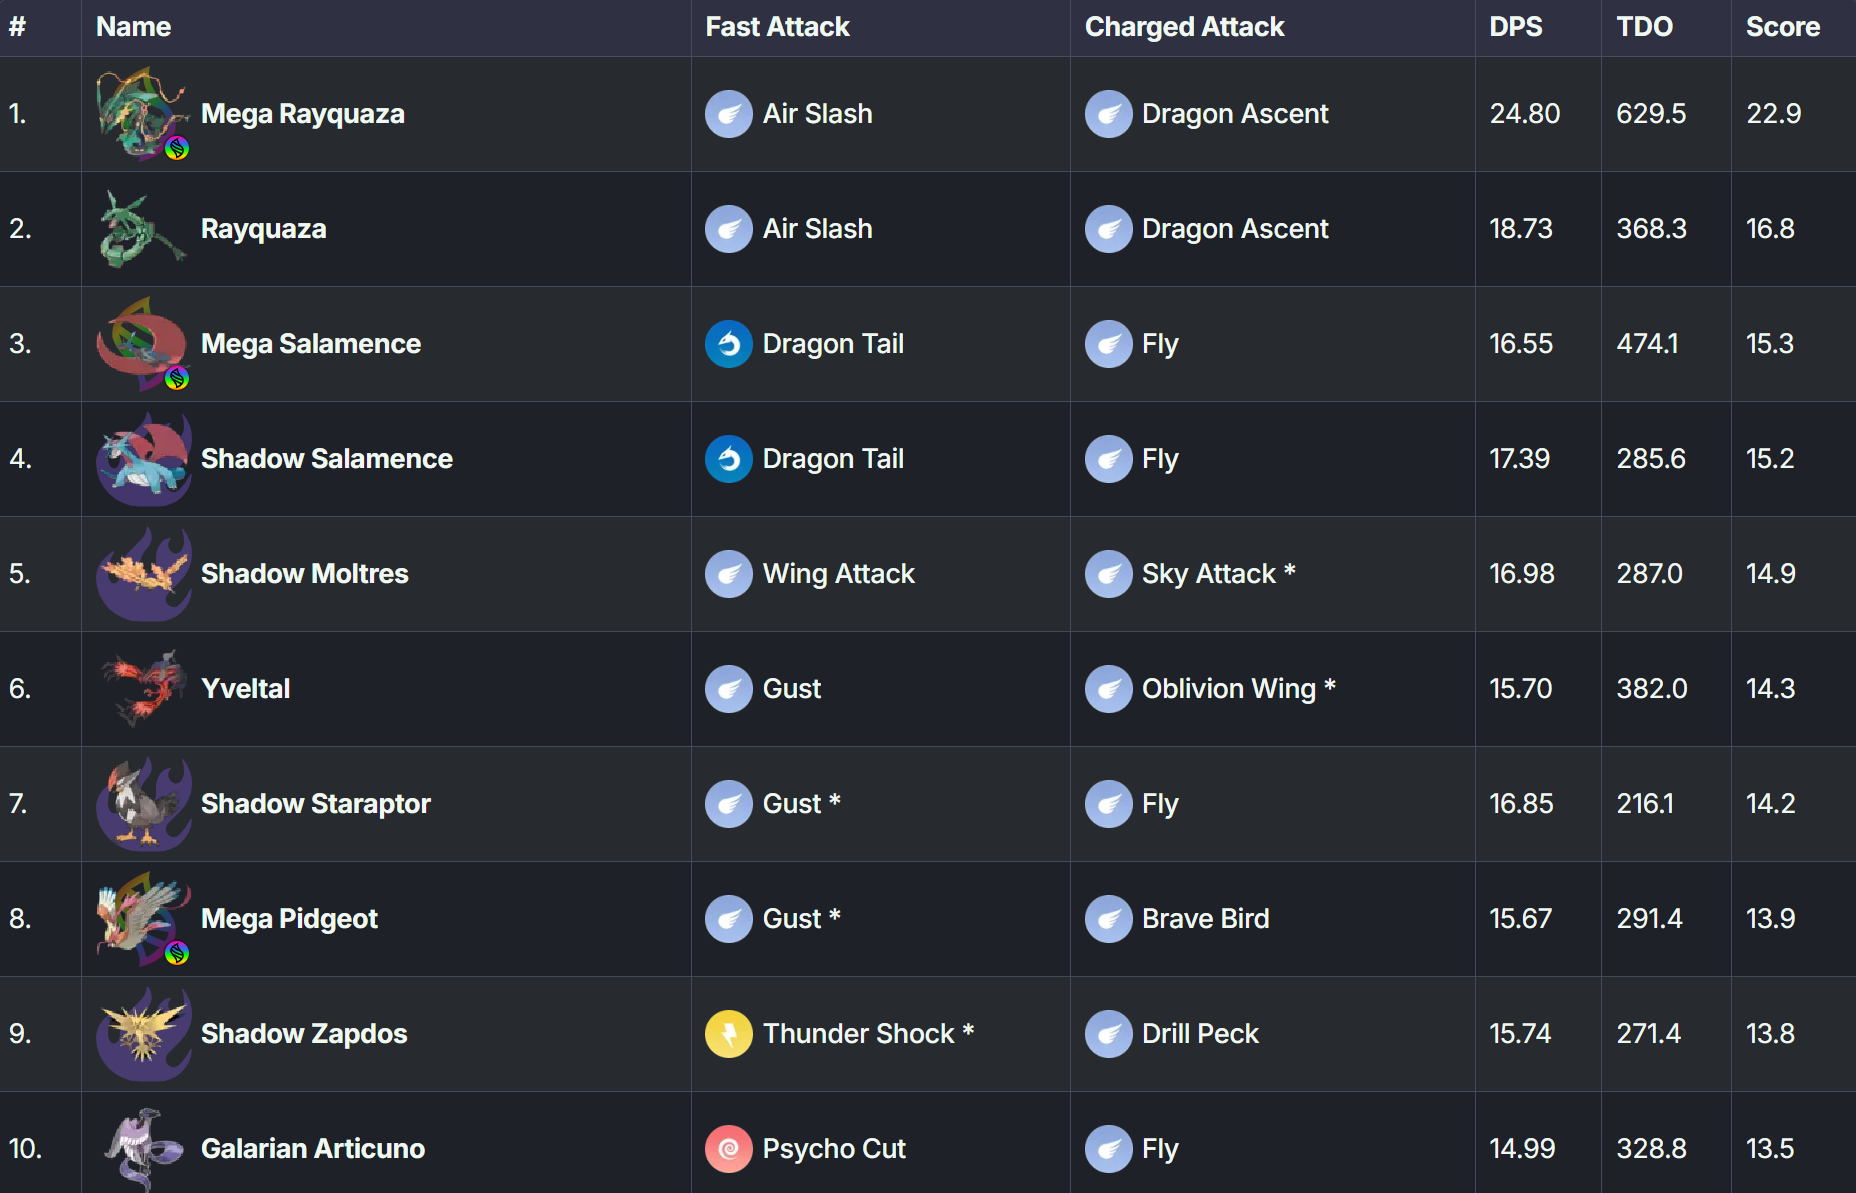 # Name Fast Attack Charged Attack DPS TDO Score
1. Mega Rayquaza Air Slash Dragon Ascent 24.80 629.5 22.9
2. Rayquaza Air Slash Dragon Ascent 18.73 368.3 16.8
3. Mega Salamence Dragon Tail Fly 16.55 474.1 15.3
4. Shadow Salamence Dragon Tail Fly 17.39 285.6 15.2
5. Shadow Moltres Wing Attack Sky Attack * 16.98 287.0 14.9
6. Yveltal Gust Oblivion Wing * 15.70 382.0 14.3
7. Shadow Staraptor Gust * Fly 16.85 216.1 14.2
8. Mega Pidgeot Gust * Brave Bird 15.67 291.4 13.9
9. Shadow Zapdos Thunder Shock * Drill Peck 15.74 271.4 13.8
10. Galarian Articuno Psycho Cut Fly 14.99 328.8 13.5